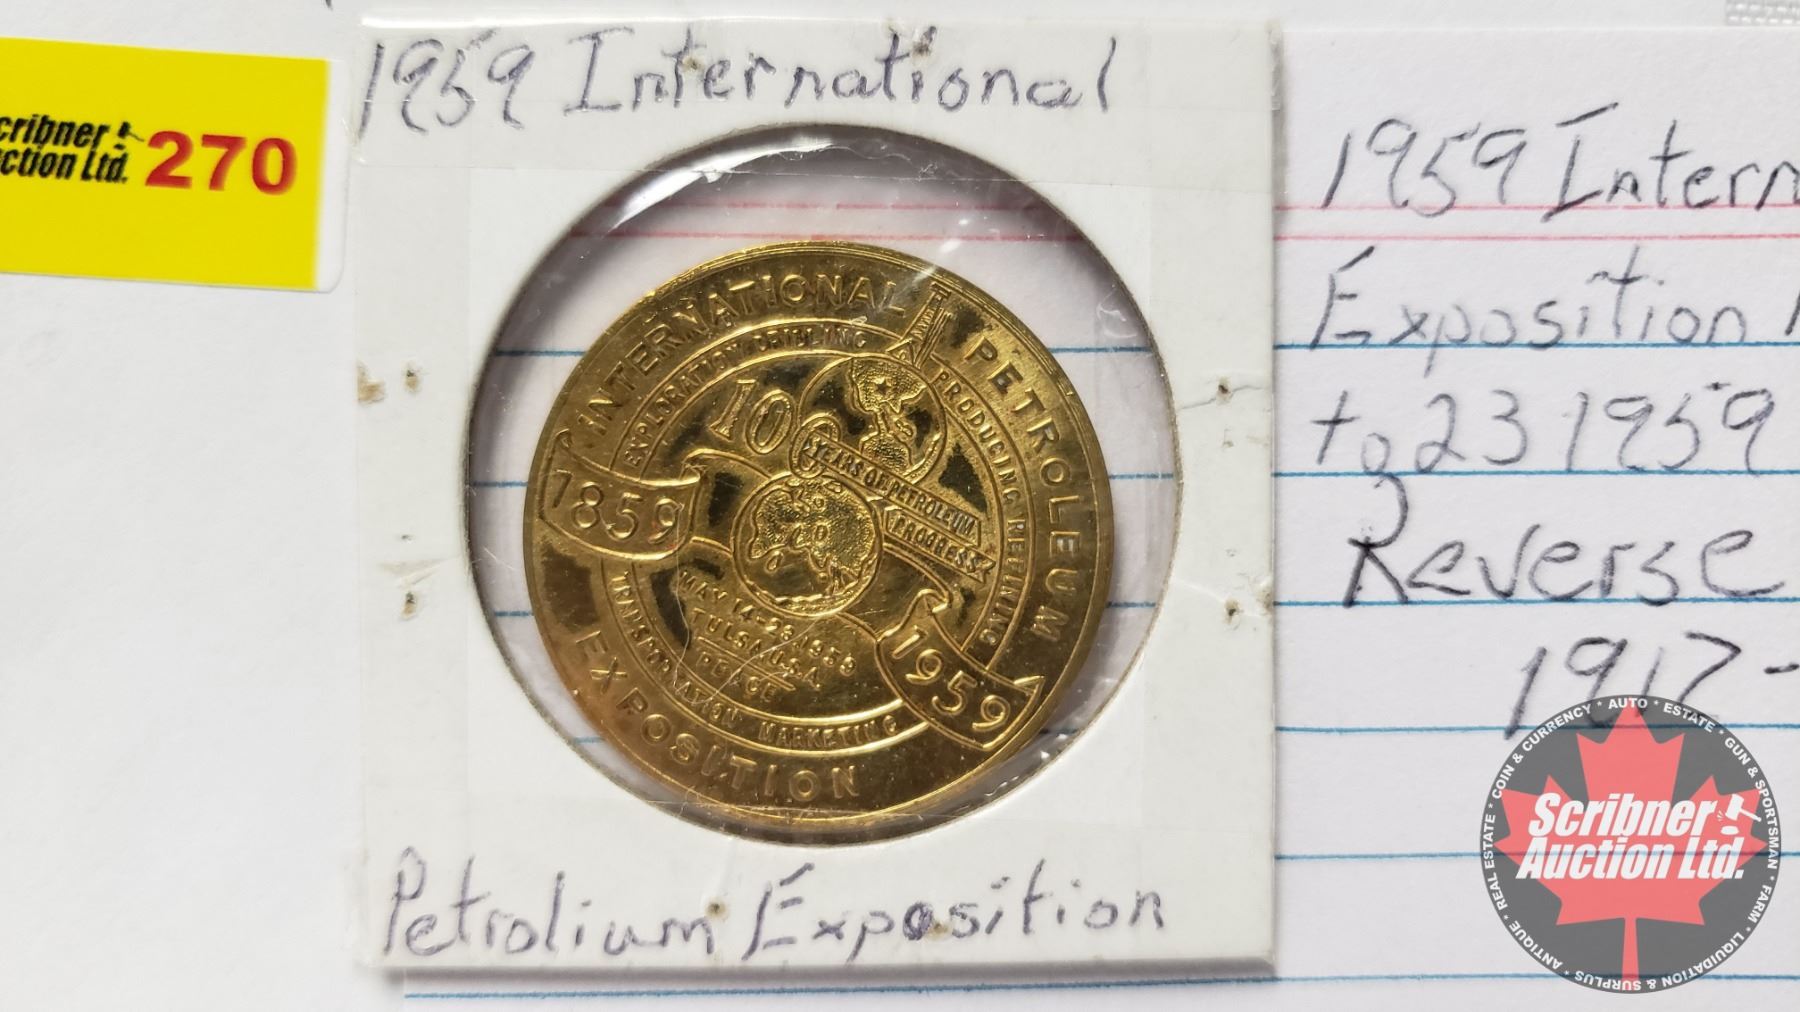 1959 International
cribner
ction Ltd.
270
INTERNATIONAL PETROLEUM
EXPOSITION
EXPLORATION DRILLING
PRODUCING REFINING
TRANSPORTATION MARKETING
100
YEARS OF PETROLEUM
PROGRESS
1859
1959
MAY 14-23 1959
TULSA, U.S.A.
PEACE
Petrolium Exposition
1959 Intern
Exposition
to 23 1959
Reverse
1917-
Scribner
Auction Ltd.
* AUTO * ESTATE * GUN & SPORTSMAN * FARM * LIQUIDATION & SURPLUS * ANTIQUE * REAL ESTATE * COIN & CURRENCY